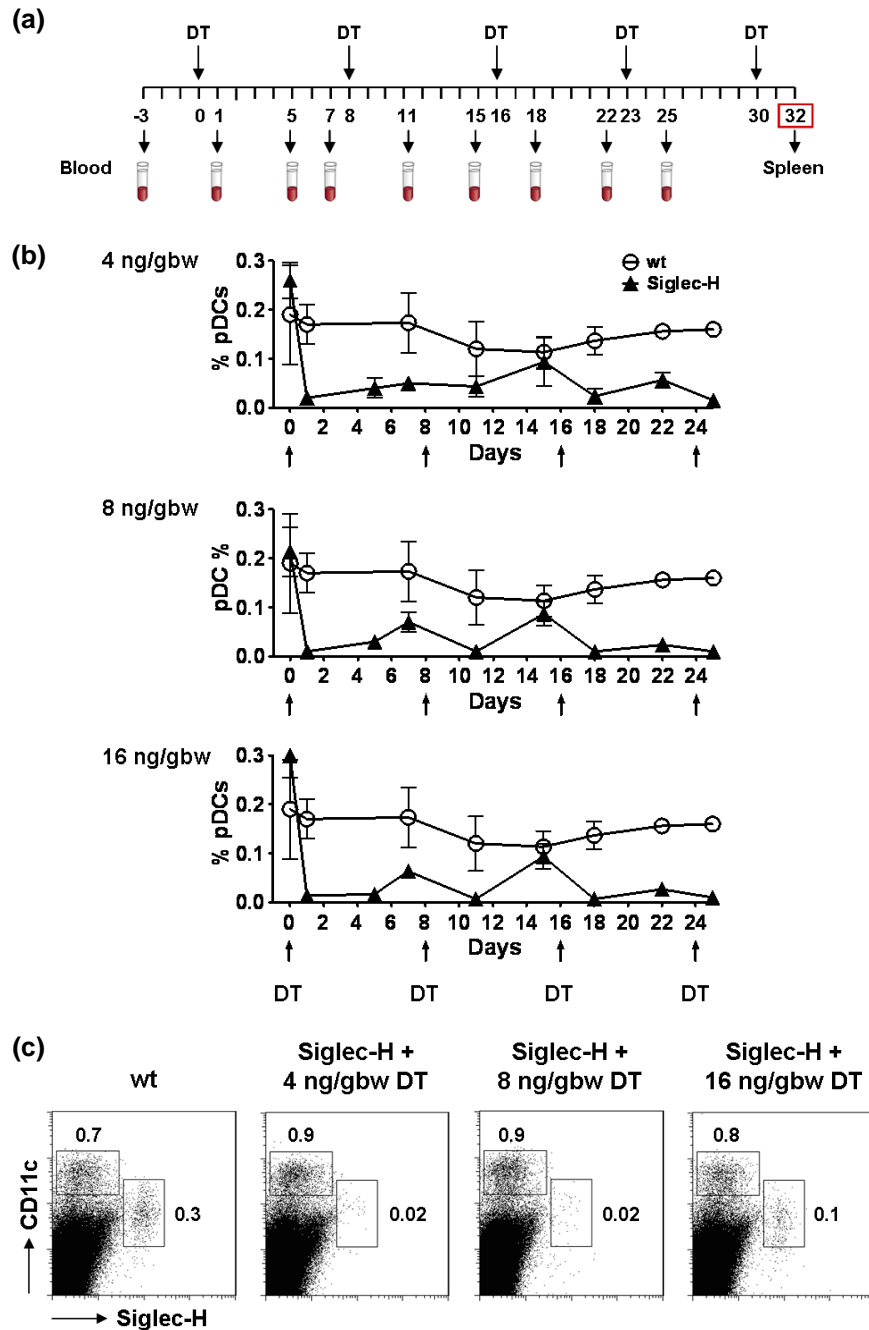 (a)
DT DT DT DT DT
-3 0 1 5 7 8 11 15 16 18 22 23 25 30 32
Blood Spleen
(b)
4 ng/gbw
wt
Siglec-H
% pDCs
0.3
0.2
0.1
0.0
0 2 4 6 8 10 12 14 16 18 20 22 24
Days
8 ng/gbw
pDC %
0.3
0.2
0.1
0.0
0 2 4 6 8 10 12 14 16 18 20 22 24
Days
16 ng/gbw
% pDCs
0.3
0.2
0.1
0.0
0 2 4 6 8 10 12 14 16 18 20 22 24
Days
DT DT DT DT
(c)
wt
Siglec-H +
4 ng/gbw DT
Siglec-H +
8 ng/gbw DT
Siglec-H +
16 ng/gbw DT
0.7 0.9 0.9 0.8
0.3 0.02 0.02 0.1
CD11c
Siglec-H